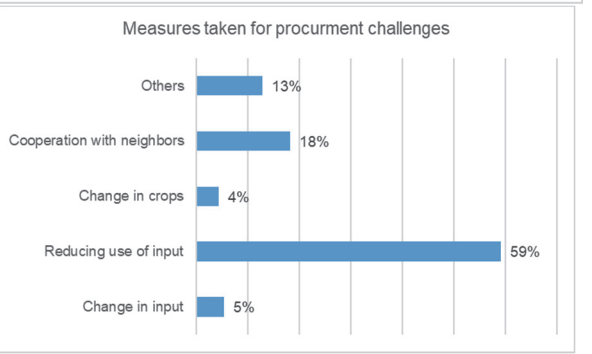 Measures taken for procurment challenges
Others 13%
Cooperation with neighbors 18%
Change in crops 4%
Reducing use of input 59%
Change in input 5%